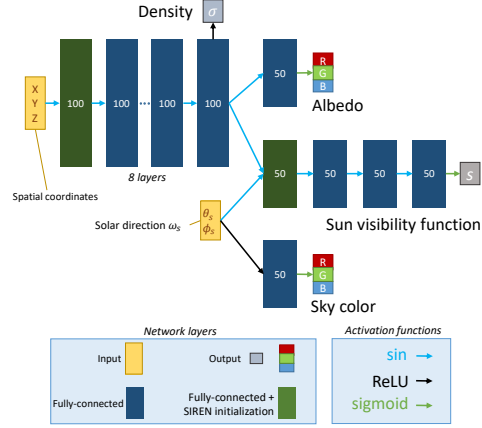 Density
σ
X
Y
Z
100
100
···
100
100
8 layers
Spatial coordinates
50
R
G
B
Albedo
50
50
50
50
s
Sun visibility function
Solar direction ωs
θs
ϕs
50
R
G
B
Sky color
Network layers
Input
Output
Fully-connected
Fully-connected +
SIREN initialization
Activation functions
sin
ReLU
sigmoid